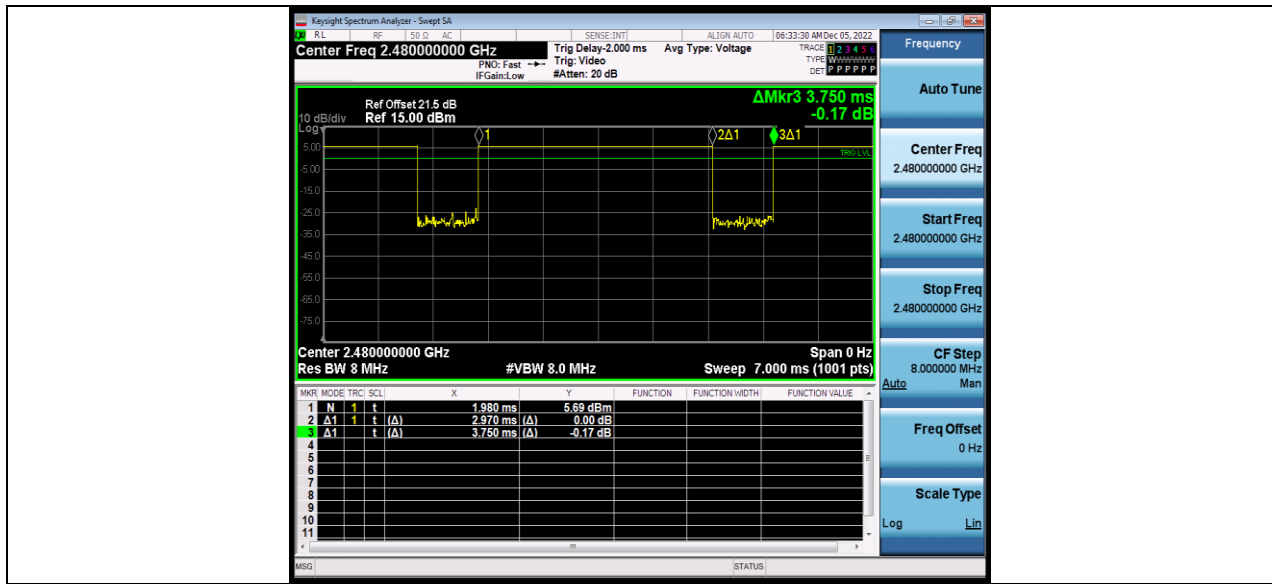 Keysight Spectrum Analyzer - Swept SA
LXI RL RF 50 Ω AC SENSE:INT ALIGN AUTO 06:33:30 AM Dec 05, 2022
Center Freq 2.480000000 GHz
PNO: Fast
IFGain:Low
Trig Delay-2.000 ms
Trig: Video
#Atten: 20 dB
Avg Type: Voltage
TRACE 1 2 3 4 5 6
TYPE WWWWWW
DET P P P P P P
ΔMkr3 3.750 ms
-0.17 dB
Ref Offset 21.5 dB
10 dB/div Ref 15.00 dBm
Log
1
2Δ1
3Δ1
TRIG LVL
5.00
-5.00
-15.0
-25.0
-35.0
-45.0
-55.0
-65.0
-75.0
Center 2.480000000 GHz Span 0 Hz
Res BW 8 MHz #VBW 8.0 MHz Sweep 7.000 ms (1001 pts)
MKR MODE TRC SCL X Y FUNCTION FUNCTION WIDTH FUNCTION VALUE
1 N 1 t 1.980 ms 5.69 dBm
2 Δ1 1 t (Δ) 2.970 ms (Δ) 0.00 dB
3 Δ1 t (Δ) 3.750 ms (Δ) -0.17 dB
4
5
6
7
8
9
10
11
MSG STATUS
Frequency
Auto Tune
Center Freq
2.480000000 GHz
Start Freq
2.480000000 GHz
Stop Freq
2.480000000 GHz
CF Step
8.000000 MHz
Auto Man
Freq Offset
0 Hz
Scale Type
Log Lin